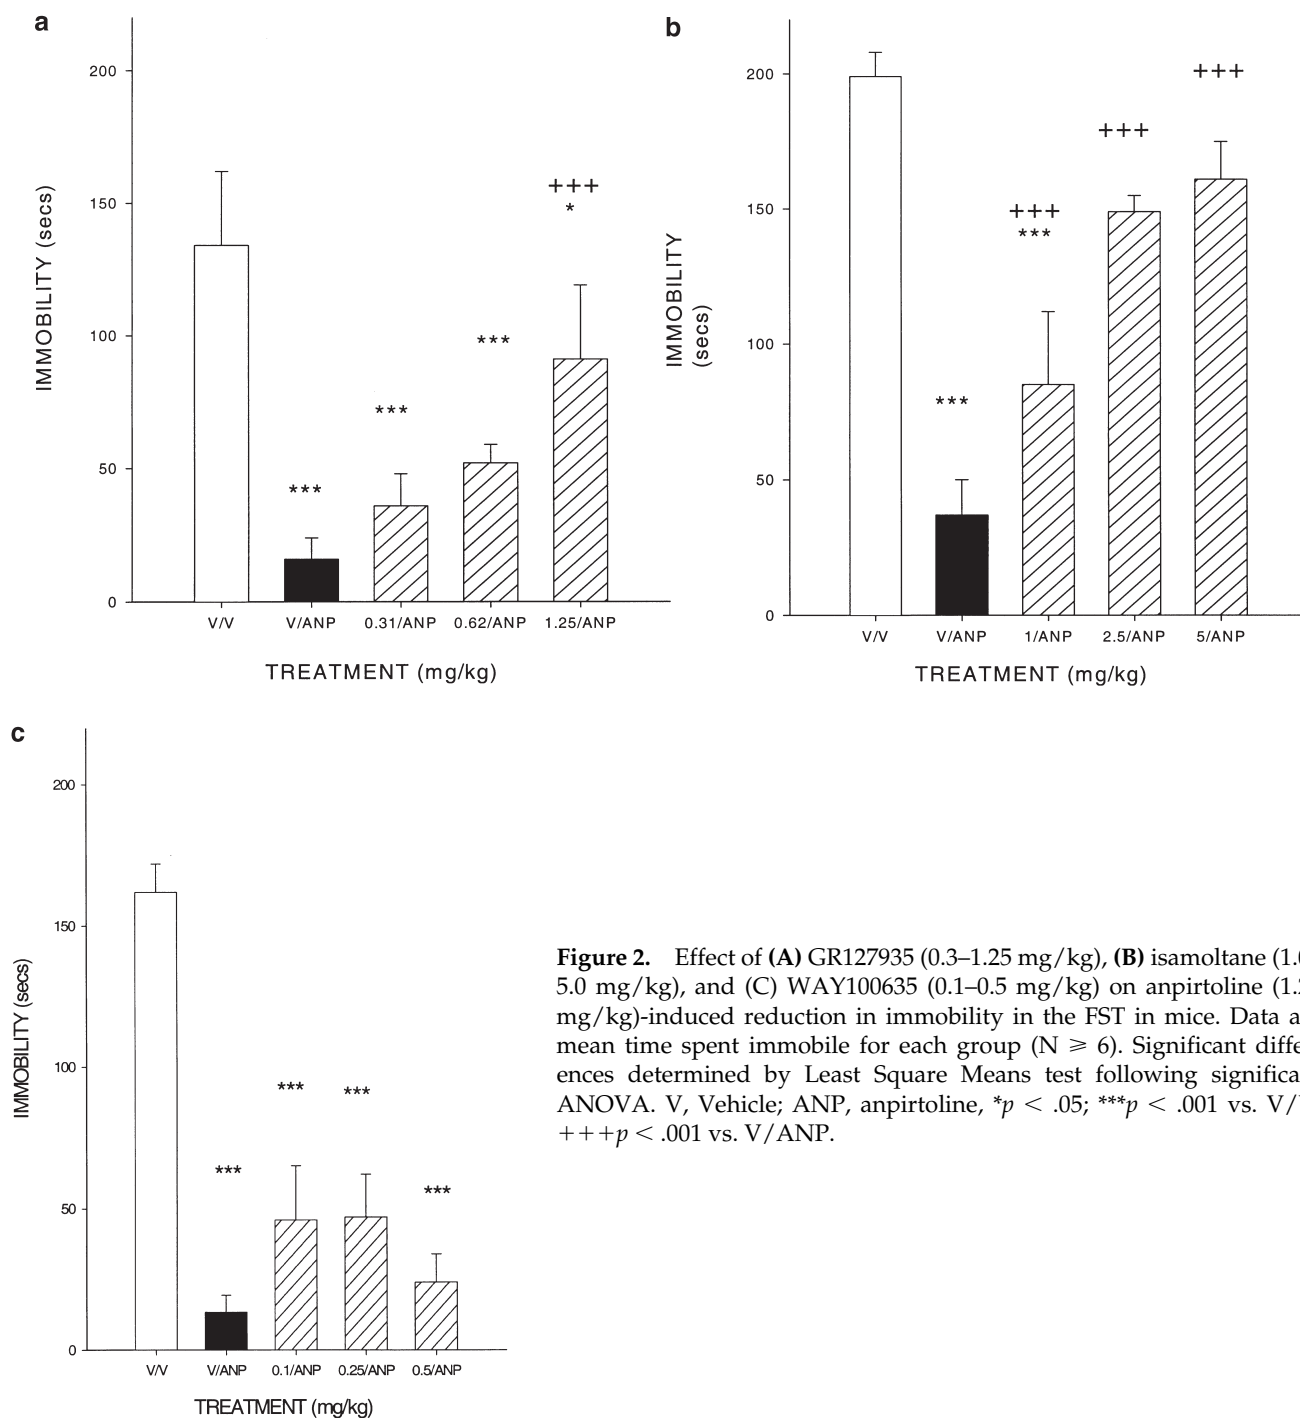 a
200
150
100
50
0
IMMOBILITY (secs)
***
***
***
+++
*
V/V V/ANP 0.31/ANP 0.62/ANP 1.25/ANP
TREATMENT (mg/kg)
b
200
150
100
50
0
IMMOBILITY
(secs)
***
+++
***
+++
+++
V/V V/ANP 1/ANP 2.5/ANP 5/ANP
TREATMENT (mg/kg)
c
200
150
100
50
0
IMMOBILITY (secs)
***
***
***
***
V/V V/ANP 0.1/ANP 0.25/ANP 0.5/ANP
TREATMENT (mg/kg)
Figure 2. Effect of (A) GR127935 (0.3–1.25 mg/kg), (B) isamoltane
5.0 mg/kg), and (C) WAY100635 (0.1–0.5 mg/kg) on anpirtoline
mg/kg)-induced reduction in immobility in the FST in mice. Data
mean time spent immobile for each group (N ⩾ 6). Significant
ences determined by Least Square Means test following
ANOVA. V, Vehicle; ANP, anpirtoline, *p < .05; ***p < .001 vs.
+++p < .001 vs. V/ANP.